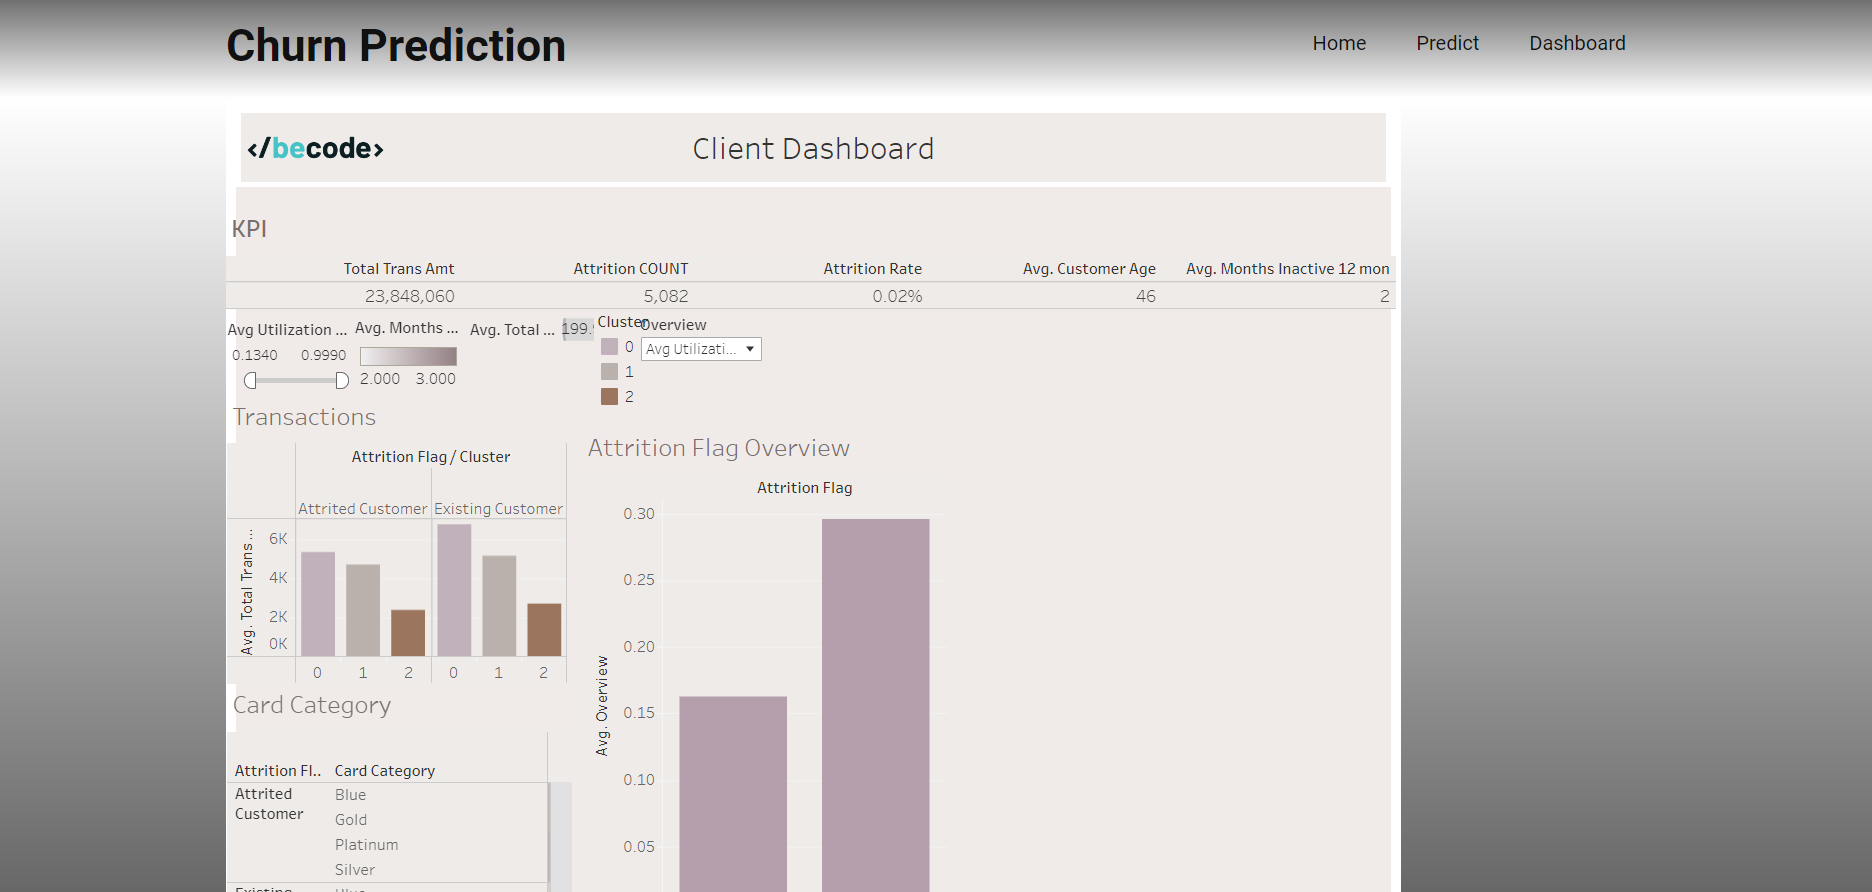 Churn Prediction
Home Predict Dashboard
</becode>
Client Dashboard
KPI
Total Trans Amt Attrition COUNT Attrition Rate Avg. Customer Age Avg. Months Inactive 12 mon
23,848,060 5,082 0.02% 46 2
Avg Utilization ... Avg. Months ... Avg. Total ... 199. Cluster Overview
0.1340 0.9990
2.000 3.000
0
1
2
Avg Utilizati...
Transactions
Attrition Flag / Cluster
Attrited Customer Existing Customer
Avg. Total Trans ...
6K
4K
2K
0K
0 1 2 0 1 2
Attrition Flag Overview
Attrition Flag
Avg. Overview
0.30
0.25
0.20
0.15
0.10
0.05
Card Category
Attrition Fl.. Card Category
Attrited Customer
Blue
Gold
Platinum
Silver
Existing
Blue